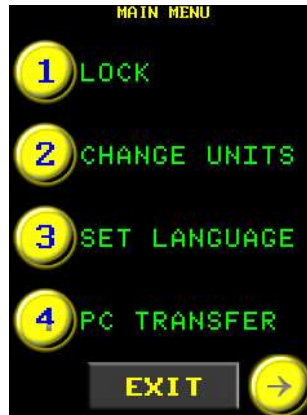 MAIN MENU
1 LOCK
2 CHANGE UNITS
3 SET LANGUAGE
4 PC TRANSFER
EXIT →